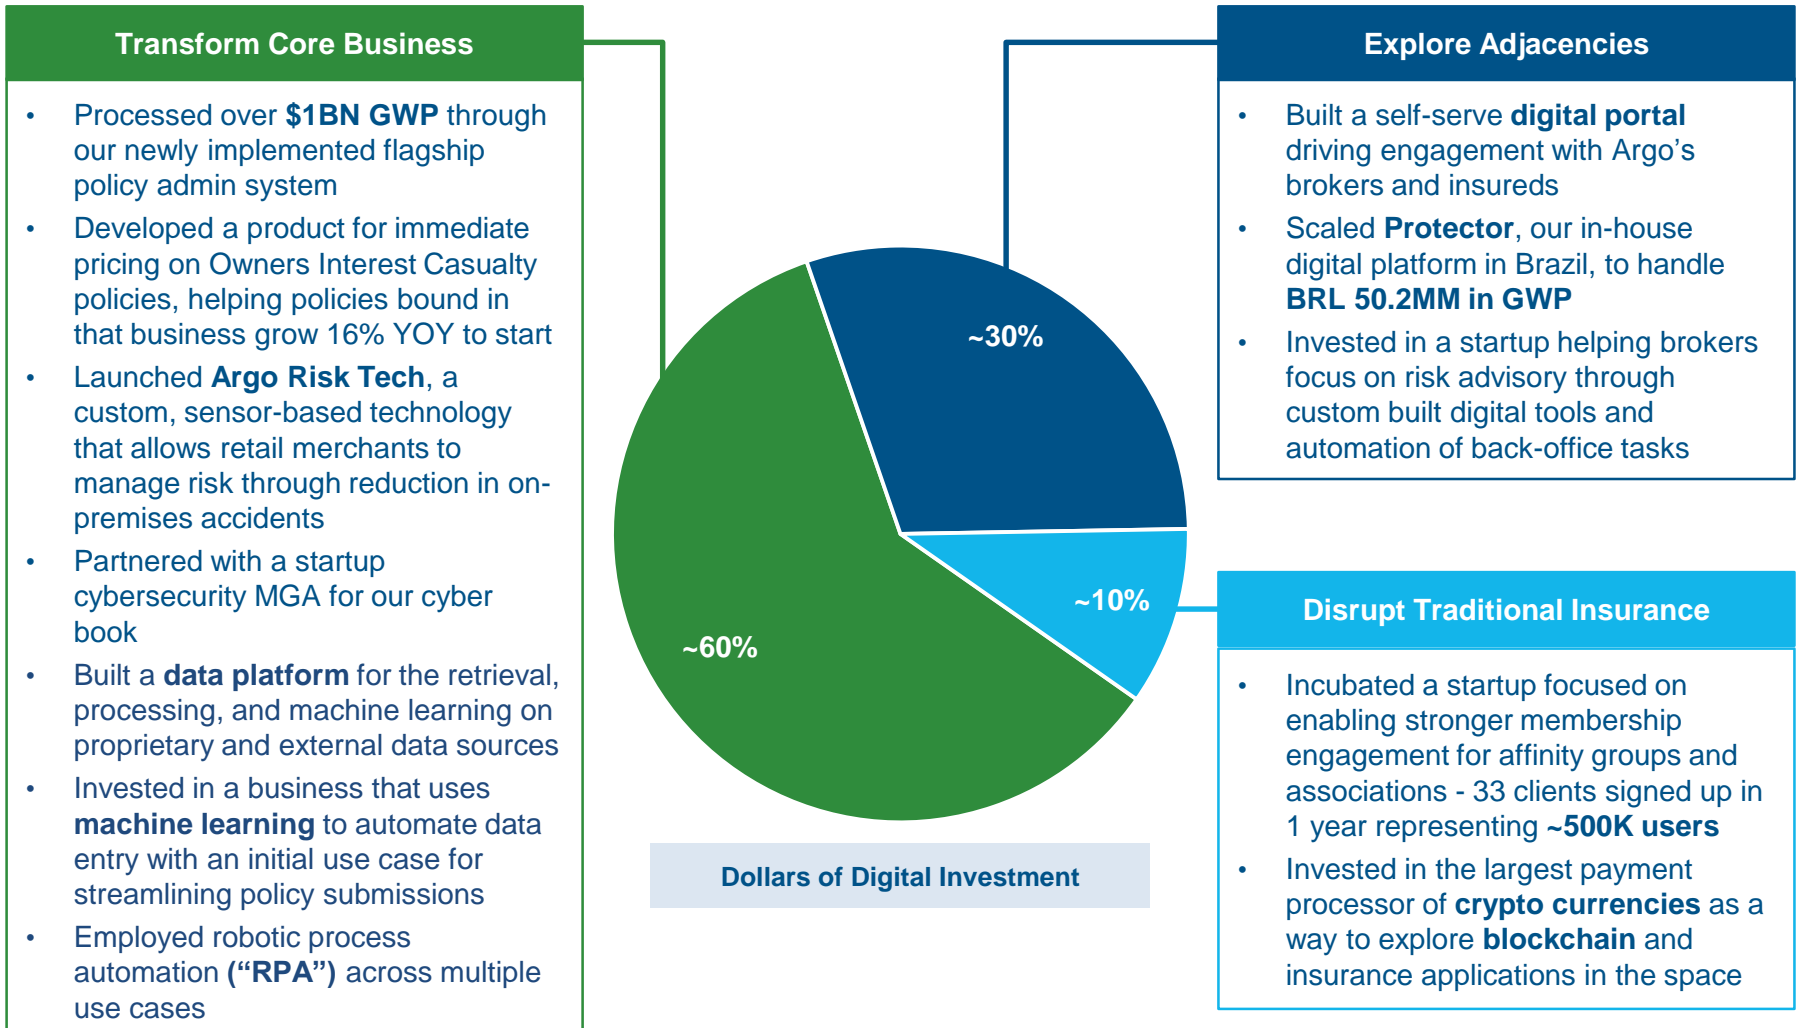 Transform Core Business
• Processed over $1BN GWP through
our newly implemented flagship
policy admin system
• Developed a product for immediate
pricing on Owners Interest Casualty
policies, helping policies bound in
that business grow 16% YOY to start
• Launched Argo Risk Tech, a
custom, sensor-based technology
that allows retail merchants to
manage risk through reduction in on-
premises accidents
• Partnered with a startup
cybersecurity MGA for our cyber
book
• Built a data platform for the retrieval,
processing, and machine learning on
proprietary and external data sources
• Invested in a business that uses
machine learning to automate data
entry with an initial use case for
streamlining policy submissions
• Employed robotic process
automation (“RPA”) across multiple
use cases
~30%
~10%
~60%
Dollars of Digital Investment
Explore Adjacencies
• Built a self-serve digital portal
driving engagement with Argo’s
brokers and insureds
• Scaled Protector, our in-house
digital platform in Brazil, to handle
BRL 50.2MM in GWP
• Invested in a startup helping brokers
focus on risk advisory through
custom built digital tools and
automation of back-office tasks
Disrupt Traditional Insurance
• Incubated a startup focused on
enabling stronger membership
engagement for affinity groups and
associations - 33 clients signed up in
1 year representing ~500K users
• Invested in the largest payment
processor of crypto currencies as a
way to explore blockchain and
insurance applications in the space